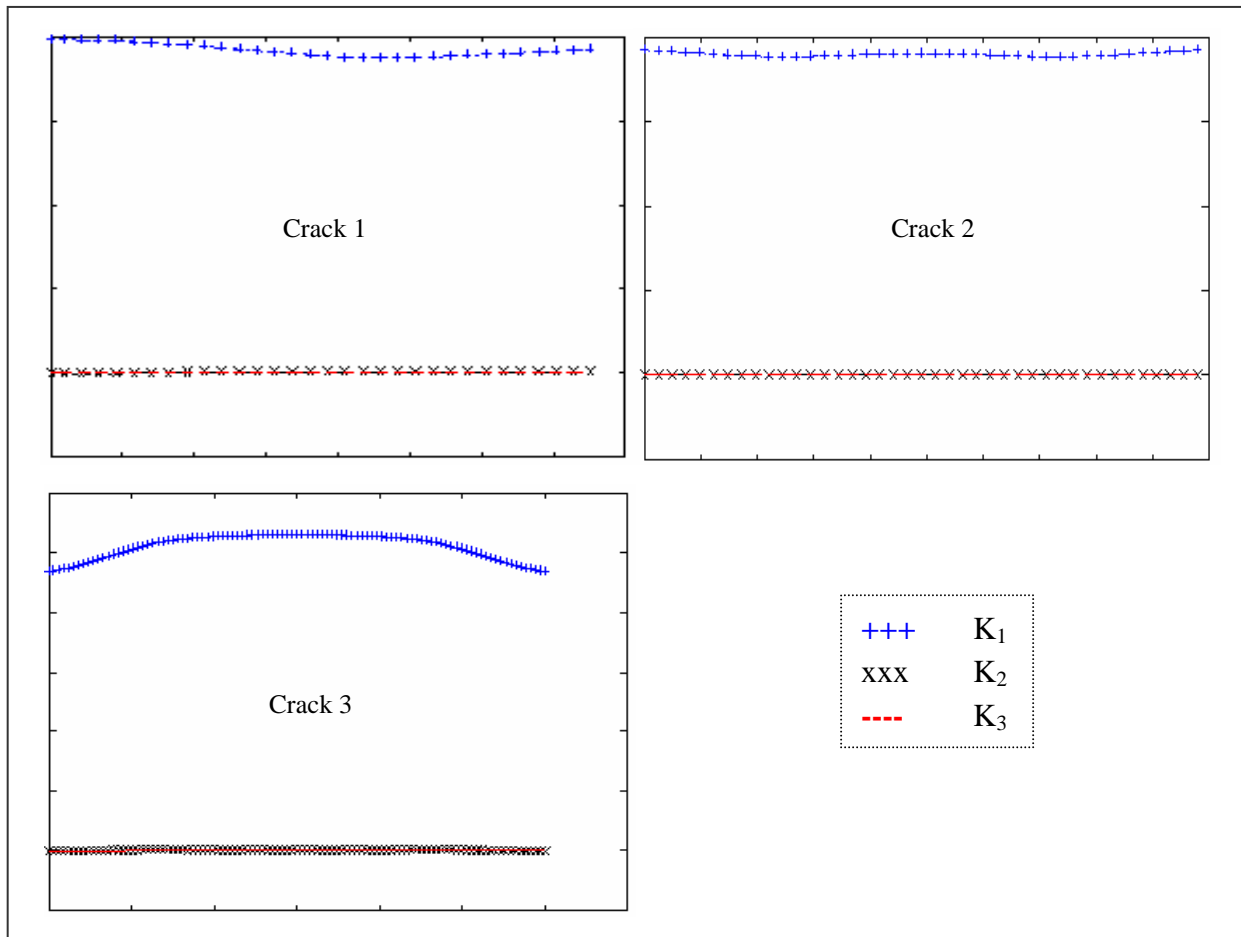 Crack 1
Crack 2
Crack 3
+++ K₁
xxx K₂
---- K₃